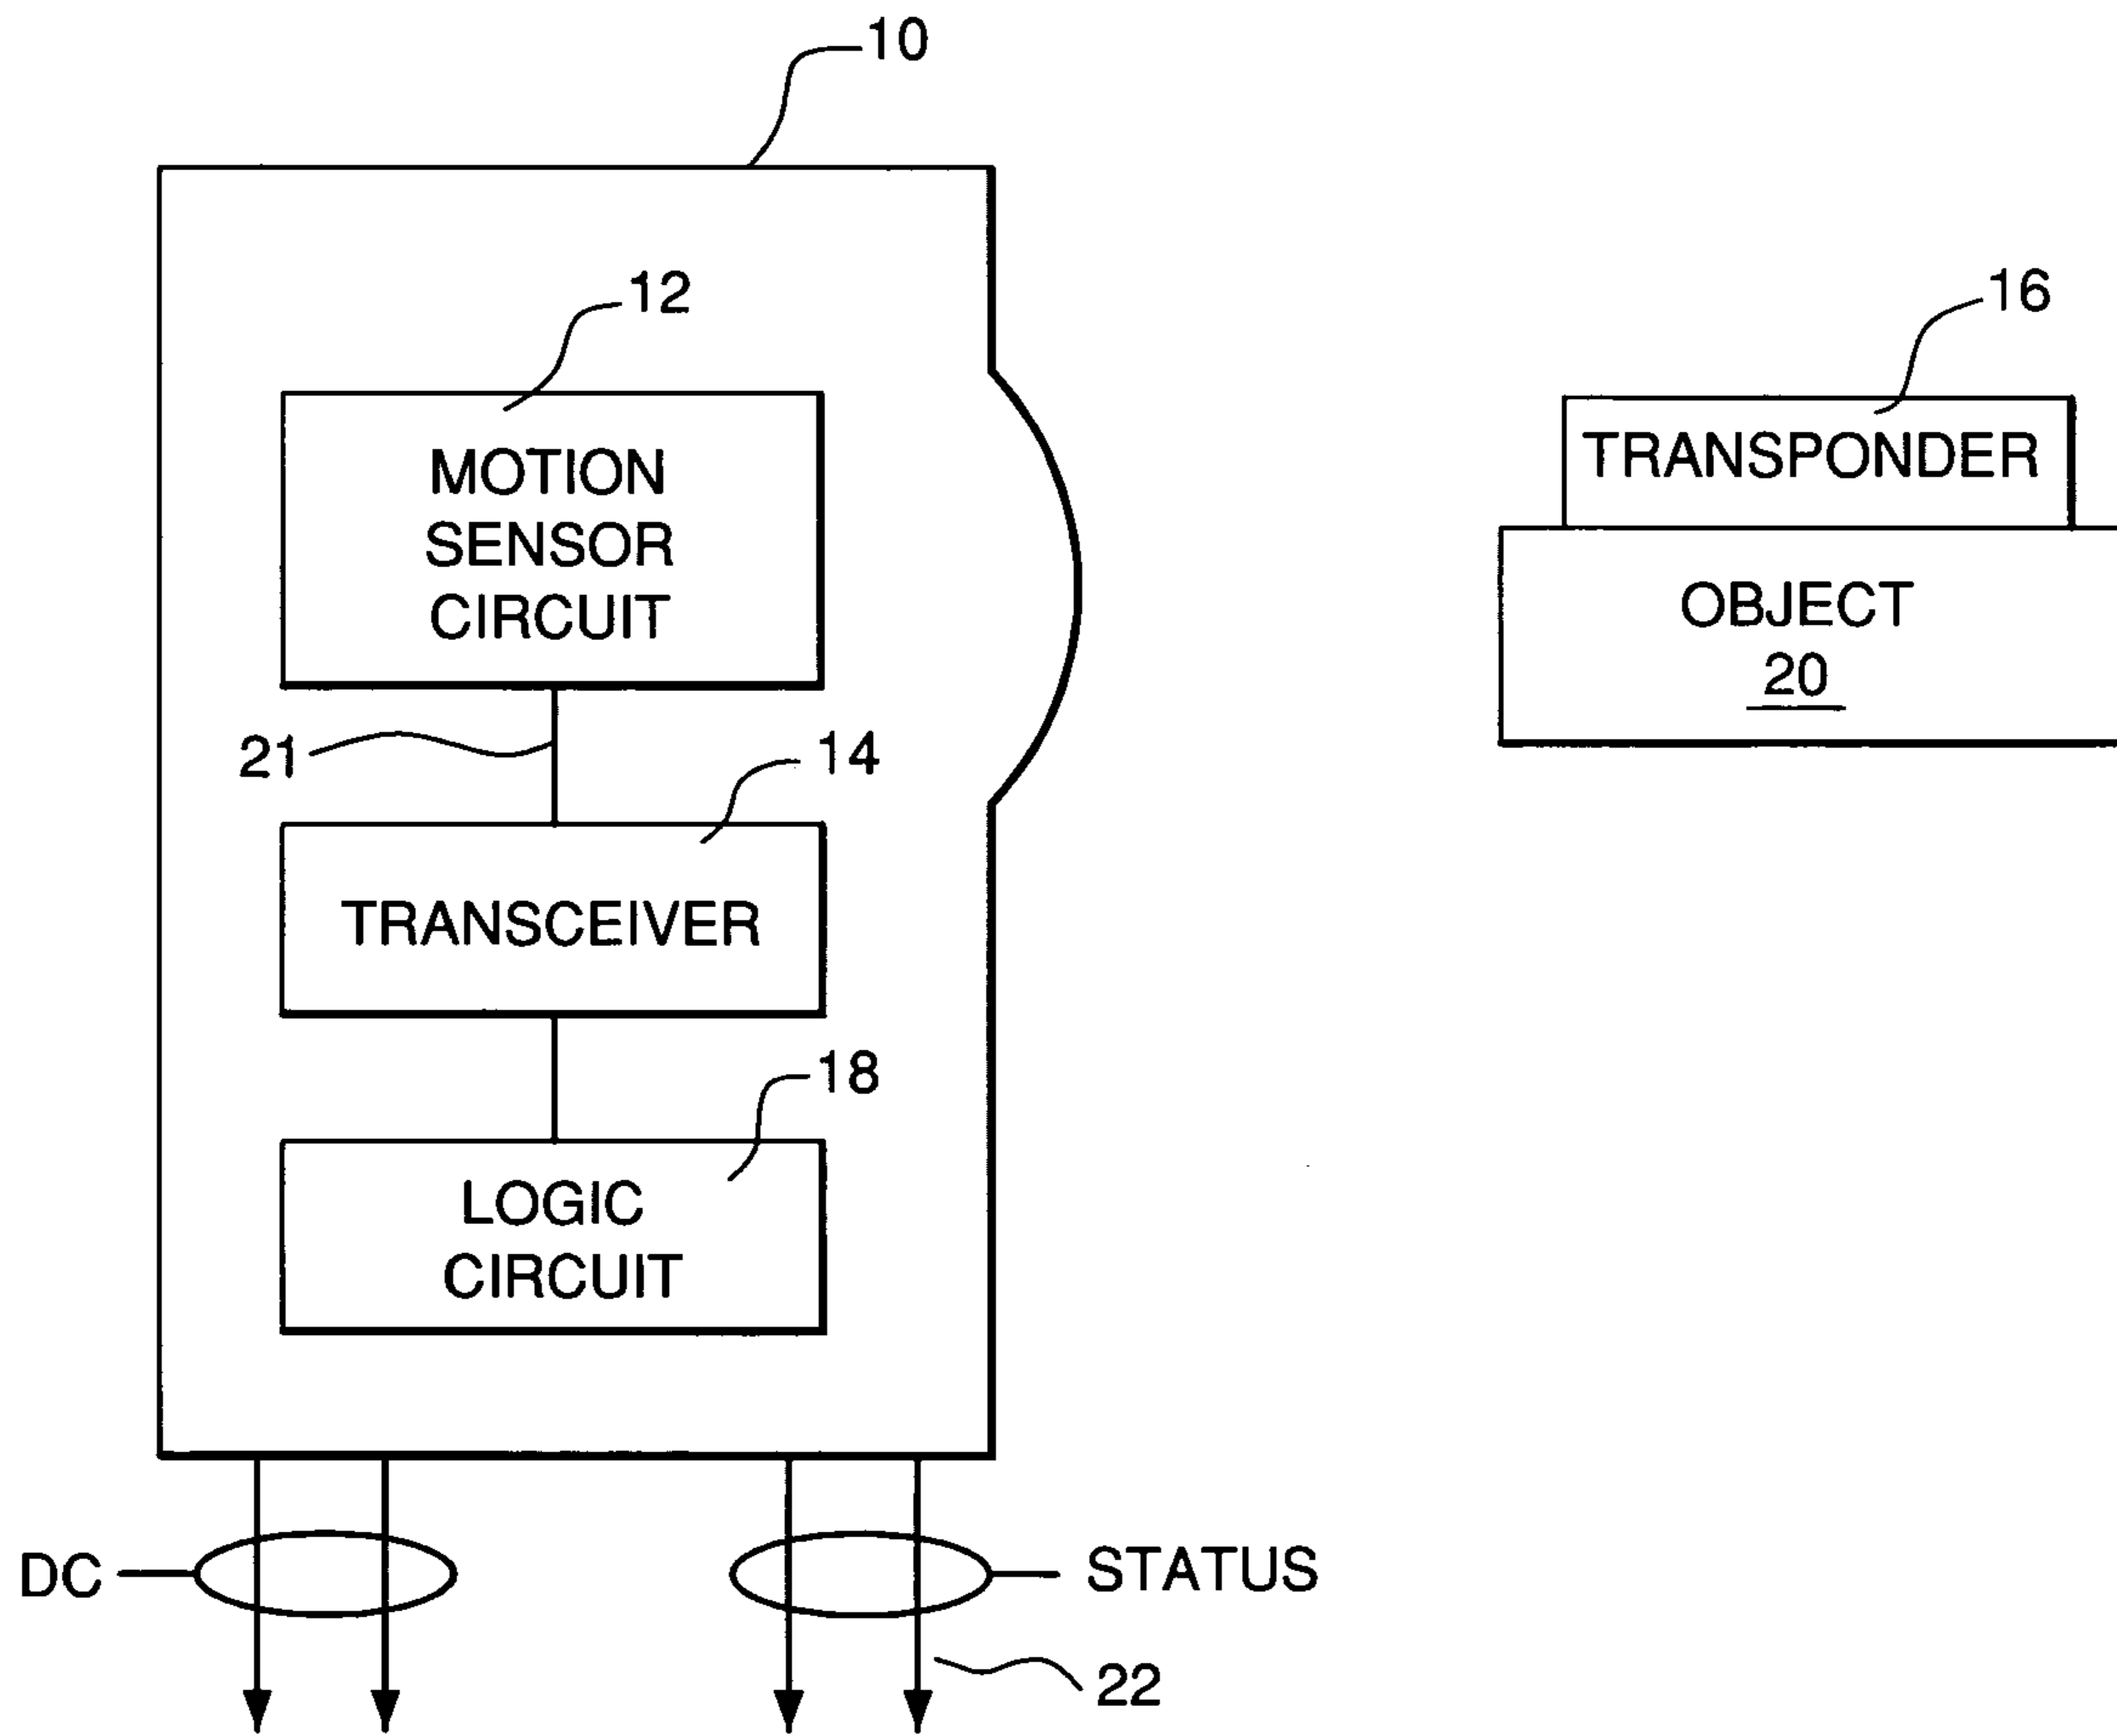 10
12
MOTION
SENSOR
CIRCUIT
21
14
TRANSCEIVER
18
LOGIC
CIRCUIT
DC
STATUS
22
16
TRANSPONDER
OBJECT
20